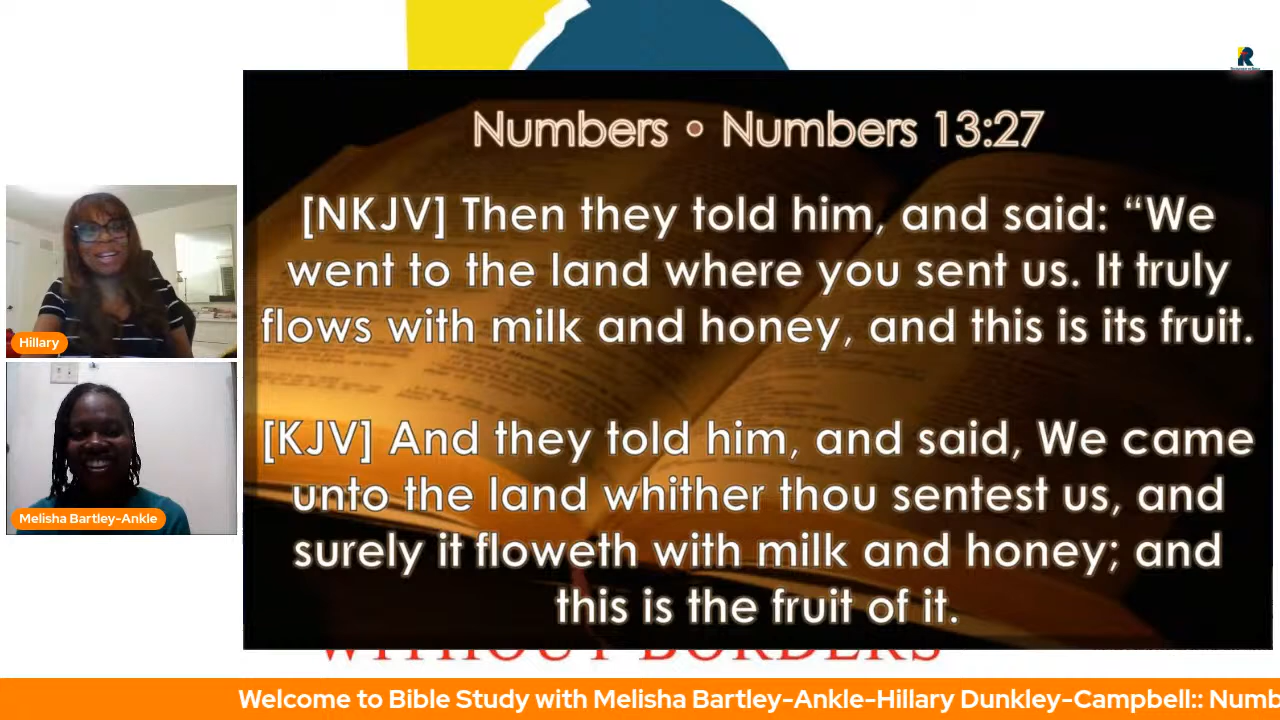 Numbers • Numbers 13:27
[NKJV] Then they told him, and said: “We
went to the land where you sent us. It truly
flows with milk and honey, and this is its fruit.
[KJV] And they told him, and said, We came
unto the land whither thou sentest us, and
surely it floweth with milk and honey; and
this is the fruit of it.
Hillary
Melisha Bartley-Ankle
WITHOUT BORDERS
Welcome to Bible Study with Melisha Bartley-Ankle-Hillary Dunkley-Campbell:: Numb